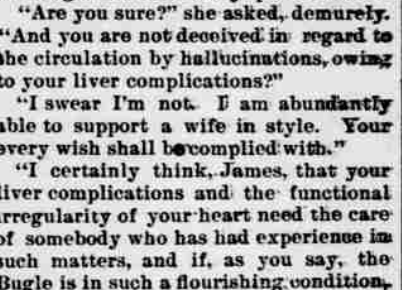 "Are you sure?" she asked, demurely.
"And you are not deceived in regard to
the circulation by hallucinations, owing
to your liver complications?"
"I swear I'm not. I am abundantly
able to support a wife in style. Your
every wish shall be complied with."
"I certainly think, James, that your
liver complications and the functional
irregularity of your heart need the care
of somebody who has had experience in
such matters, and if, as you say, the
Bugle is in such a flourishing condition,